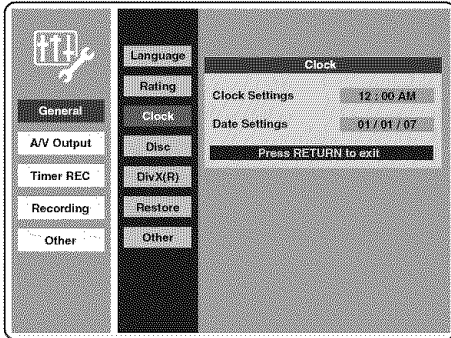 General
A/V Output
Timer REC
Recording
Other
Language
Rating
Clock
Disc
DivX(R)
Restore
Other
Clock
Clock Settings 12 : 00 AM
Date Settings 01 / 01 / 07
Press RETURN to exit